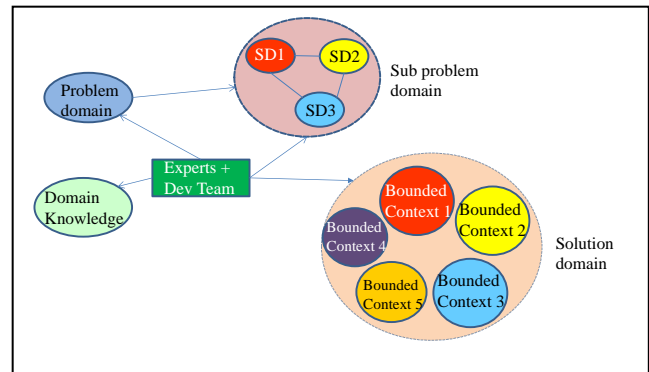 SD1
SD2
SD3
Sub problem
domain
Problem
domain
Experts +
Dev Team
Domain
Knowledge
Bounded
Context 1
Bounded
Context 2
Bounded
Context 4
Bounded
Context 5
Bounded
Context 3
Solution
domain